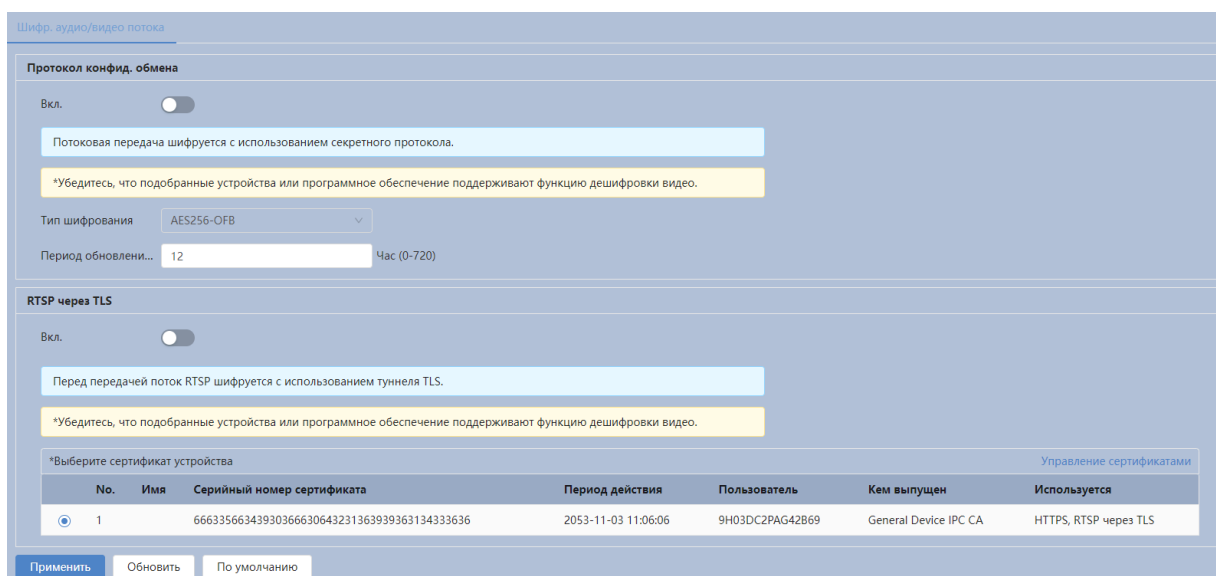 Шифр. аудио/видео потока
Протокол конфид. обмена
Вкл.
Потоковая передача шифруется с использованием секретного протокола.
*Убедитесь, что подобранные устройства или программное обеспечение поддерживают функцию дешифровки видео.
Тип шифрования AES256-OFB
Период обновлени... 12 Час (0-720)
RTSP через TLS
Вкл.
Перед передачей поток RTSP шифруется с использованием туннеля TLS.
*Убедитесь, что подобранные устройства или программное обеспечение поддерживают функцию дешифровки видео.
*Выберите сертификат устройства Управление сертификатами
No. Имя Серийный номер сертификата Период действия Пользователь Кем выпущен Используется
1 66633566343930366630643231363939363134333636 2053-11-03 11:06:06 9H03DC2PAG42B69 General Device IPC CA HTTPS, RTSP через TLS
Применить Обновить По умолчанию